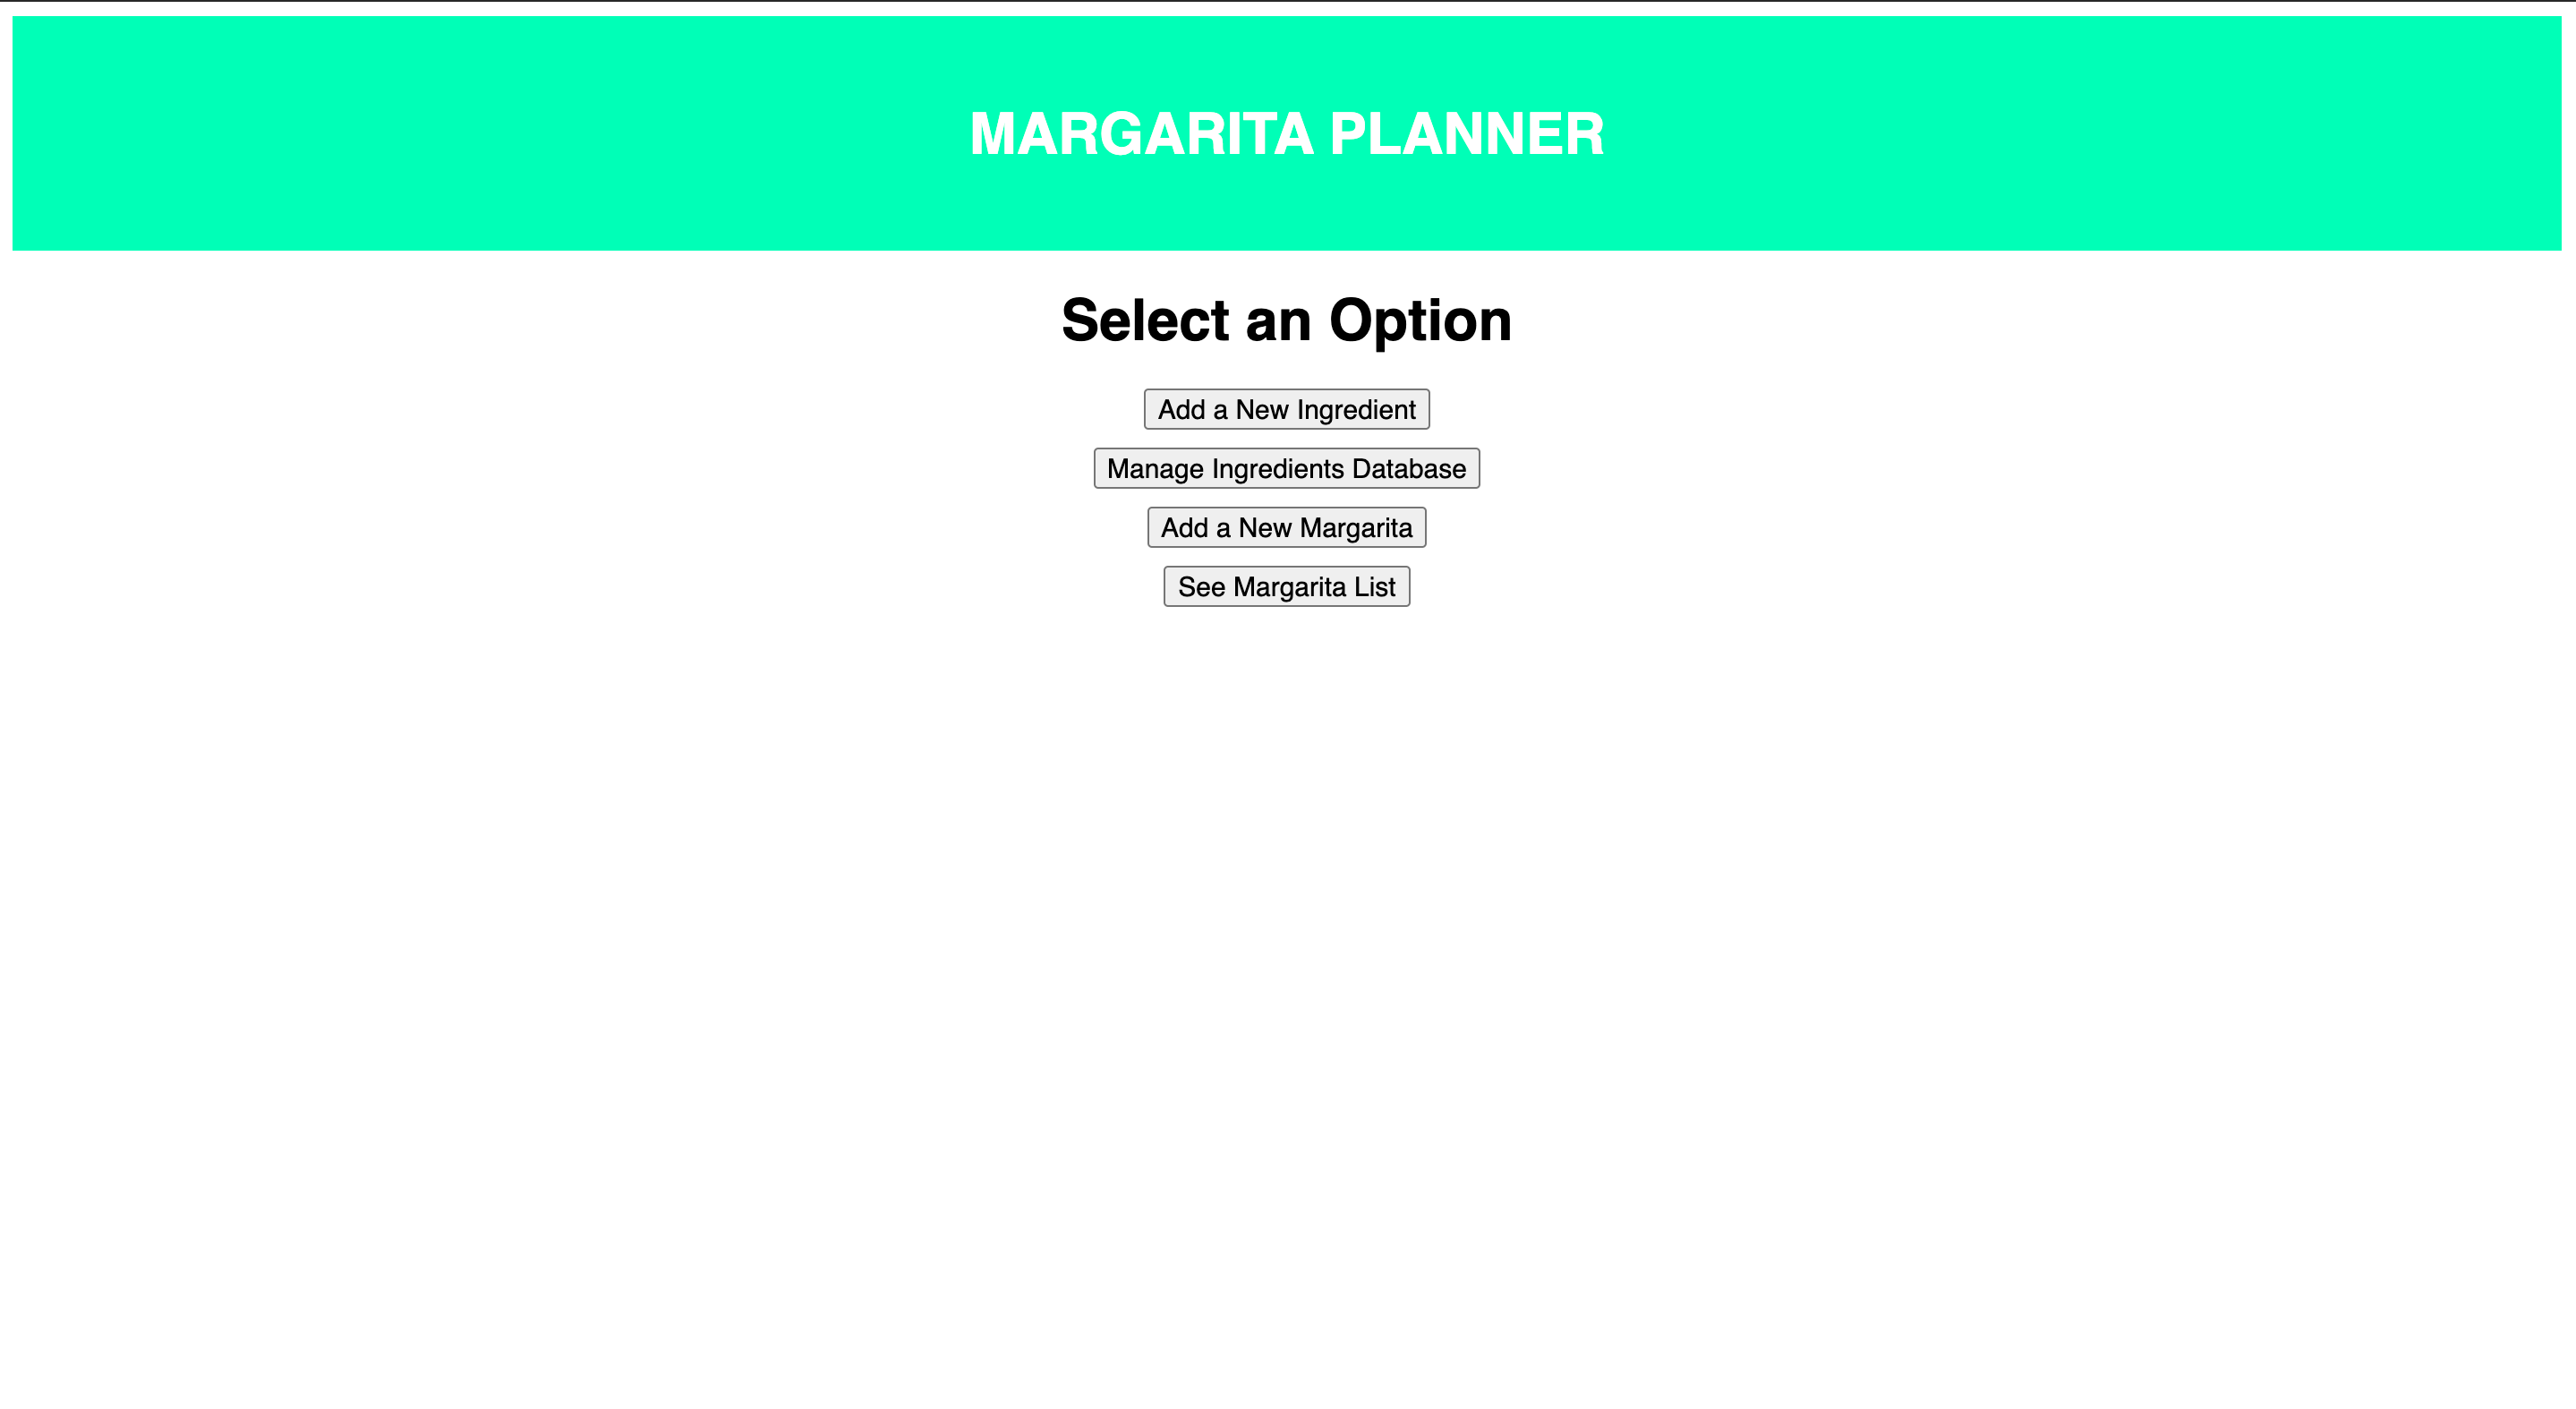 MARGARITA PLANNER
Select an Option
Add a New Ingredient
Manage Ingredients Database
Add a New Margarita
See Margarita List